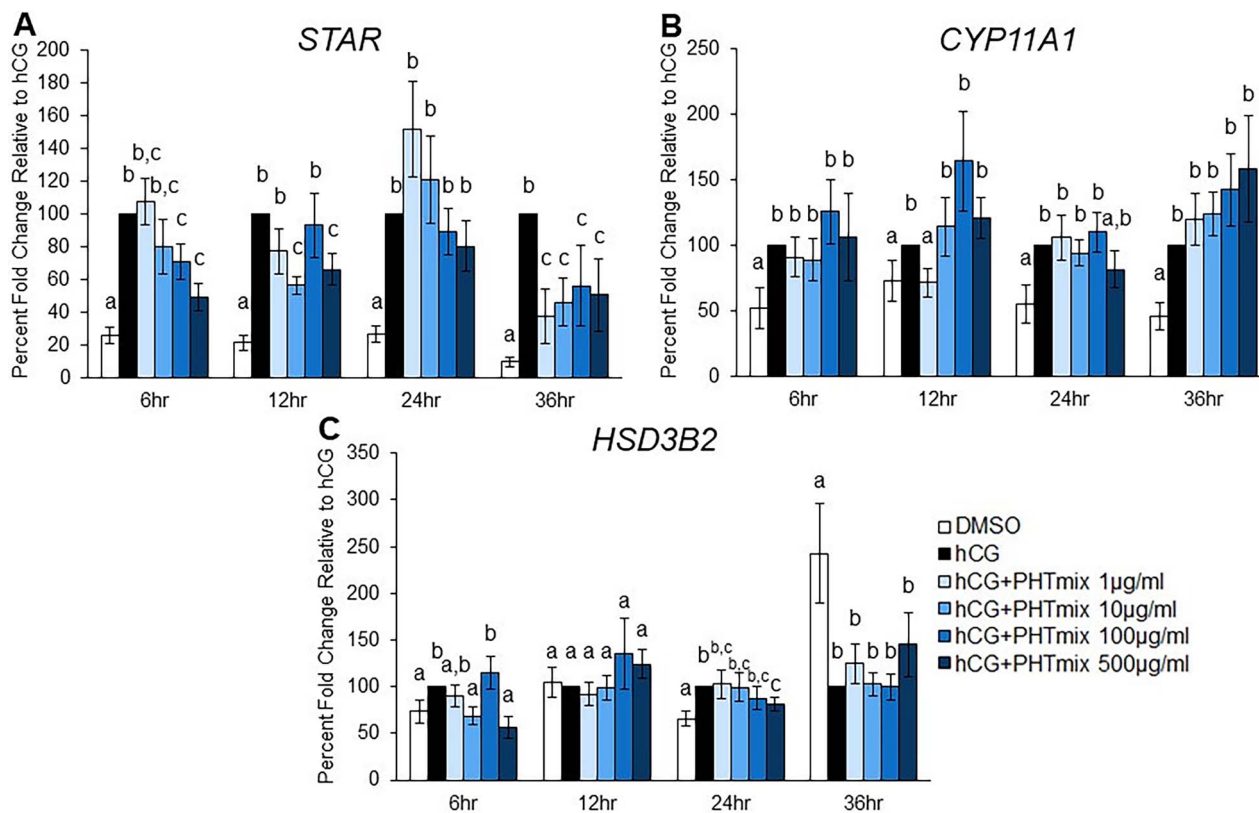 A
STAR
Percent Fold Change Relative to hCG
200
180
160
140
120
100
80
60
40
20
0
a b b,c b,c c c
a b b c b c
a b b b b b
a b c c c c
6hr 12hr 24hr 36hr
B
CYP11A1
Percent Fold Change Relative to hCG
250
200
150
100
50
0
a b b b b b
a a a b b b
a b b b b a,b
a b b b b b
6hr 12hr 24hr 36hr
C
HSD3B2
Percent Fold Change Relative to hCG
350
300
250
200
150
100
50
0
a b a,b a b a
a a a a a a
a b b,c b,c b,c c
a b b b b b
6hr 12hr 24hr 36hr
DMSO
hCG
hCG+PHTmix 1µg/ml
hCG+PHTmix 10µg/ml
hCG+PHTmix 100µg/ml
hCG+PHTmix 500µg/ml